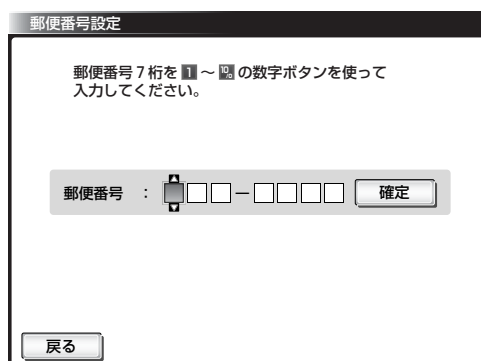 郵便番号設定
郵便番号7桁を 1 ~ 10/0 の数字ボタンを使って
入力してください。
郵便番号 : － 確定
戻る